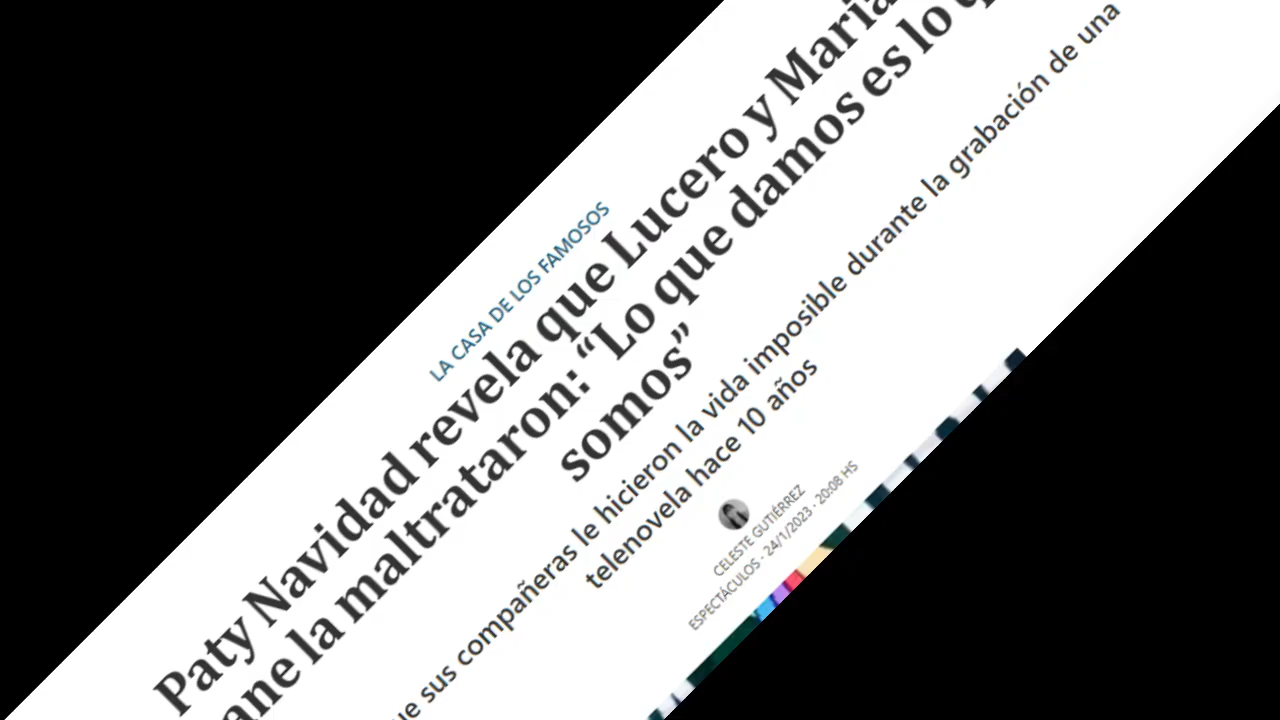 LA CASA DE LOS FAMOSOS
Paty Navidad revela que Lucero y Maria
ane la maltrataron: “Lo que damos es lo q
somos”
ue sus compañeras le hicieron la vida imposible durante la grabación de una
telenovela hace 10 años
CELESTE GUTIÉRREZ
ESPECTÁCULOS · 24/1/2023 · 20:08 HS